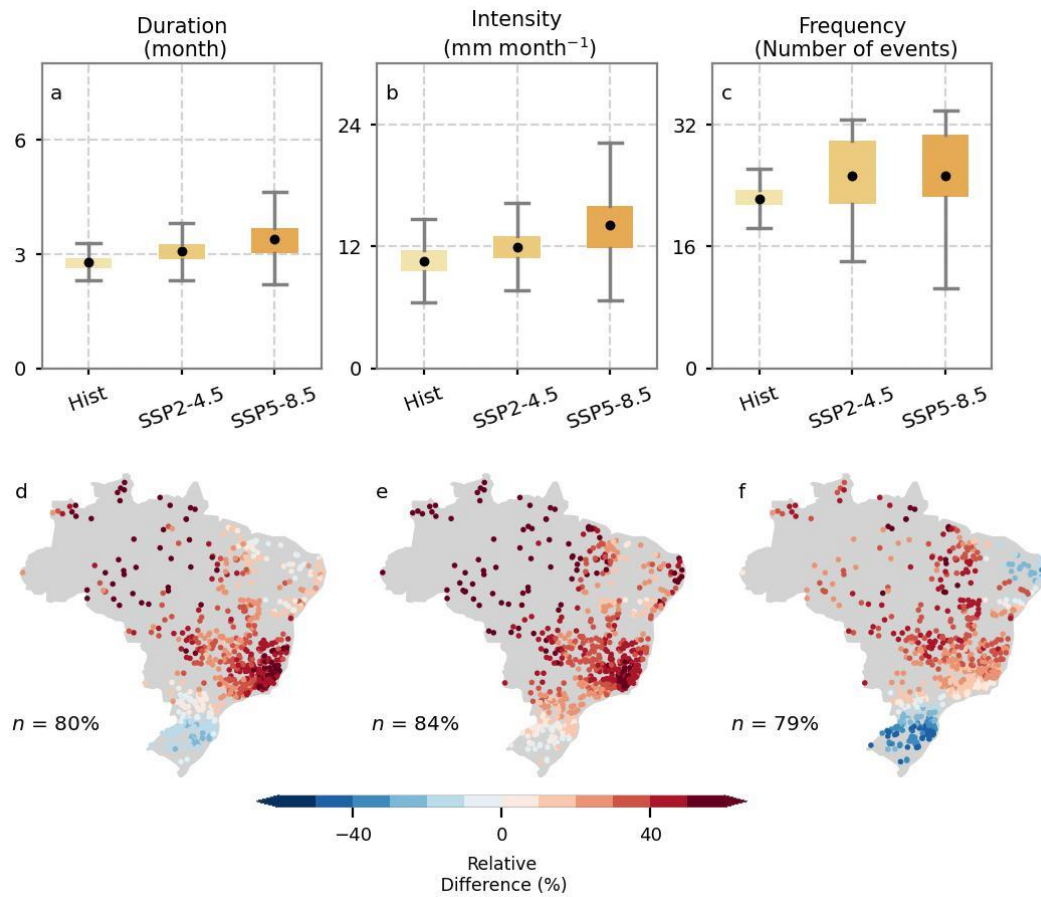 Duration
(month)
Intensity
(mm month⁻¹)
Frequency
(Number of events)
a
b
c
6
3
0
24
12
0
32
16
0
Hist
SSP2-4.5
SSP5-8.5
Hist
SSP2-4.5
SSP5-8.5
Hist
SSP2-4.5
SSP5-8.5
d
e
f
n = 80%
n = 84%
n = 79%
−40
0
40
Relative
Difference (%)